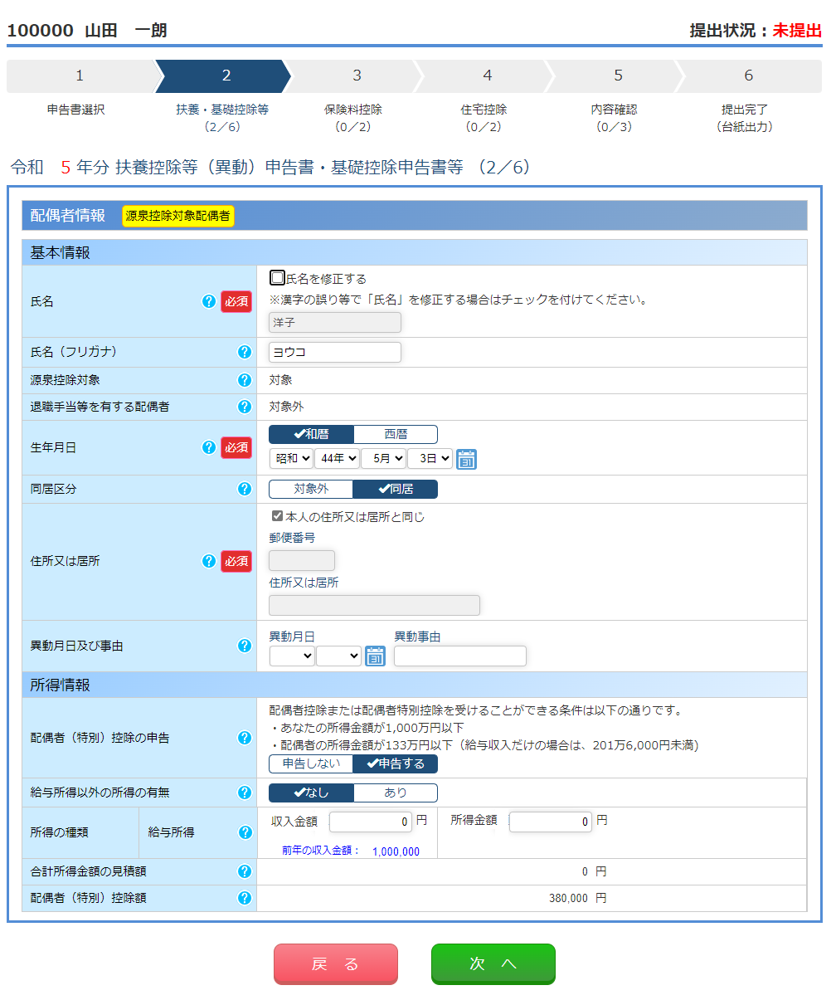 100000 山田　一朗
提出状況：未提出
1 2 3 4 5 6
申告書選択 扶養・基礎控除等 保険料控除 住宅控除 内容確認 提出完了
（2／6） （0／2） （0／2） （0／3） （台紙出力）
令和　5 年分 扶養控除等（異動）申告書・基礎控除申告書等 （2／6）
配偶者情報 源泉控除対象配偶者
基本情報
氏名 ? 必須
氏名を修正する
※漢字の誤り等で「氏名」を修正する場合はチェックを付けてください。
洋子
氏名（フリガナ） ? ヨウコ
源泉控除対象 ? 対象
退職手当等を有する配偶者 ? 対象外
生年月日 ? 必須
和暦 西暦
昭和 44年 5月 3日 31
同居区分 ? 対象外 同居
住所又は居所 ? 必須
本人の住所又は居所と同じ
郵便番号
住所又は居所
異動月日及び事由 ?
異動月日 異動事由
31
所得情報
配偶者（特別）控除の申告 ?
配偶者控除または配偶者特別控除を受けることができる条件は以下の通りです。
・あなたの所得金額が1,000万円以下
・配偶者の所得金額が133万円以下（給与収入だけの場合は、201万6,000円未満)
申告しない 申告する
給与所得以外の所得の有無 ? なし あり
所得の種類 給与所得 ? 収入金額 0 円 所得金額 0 円
前年の収入金額： 1,000,000
合計所得金額の見積額 ? 0 円
配偶者（特別）控除額 ? 380,000 円
戻　る 次　へ